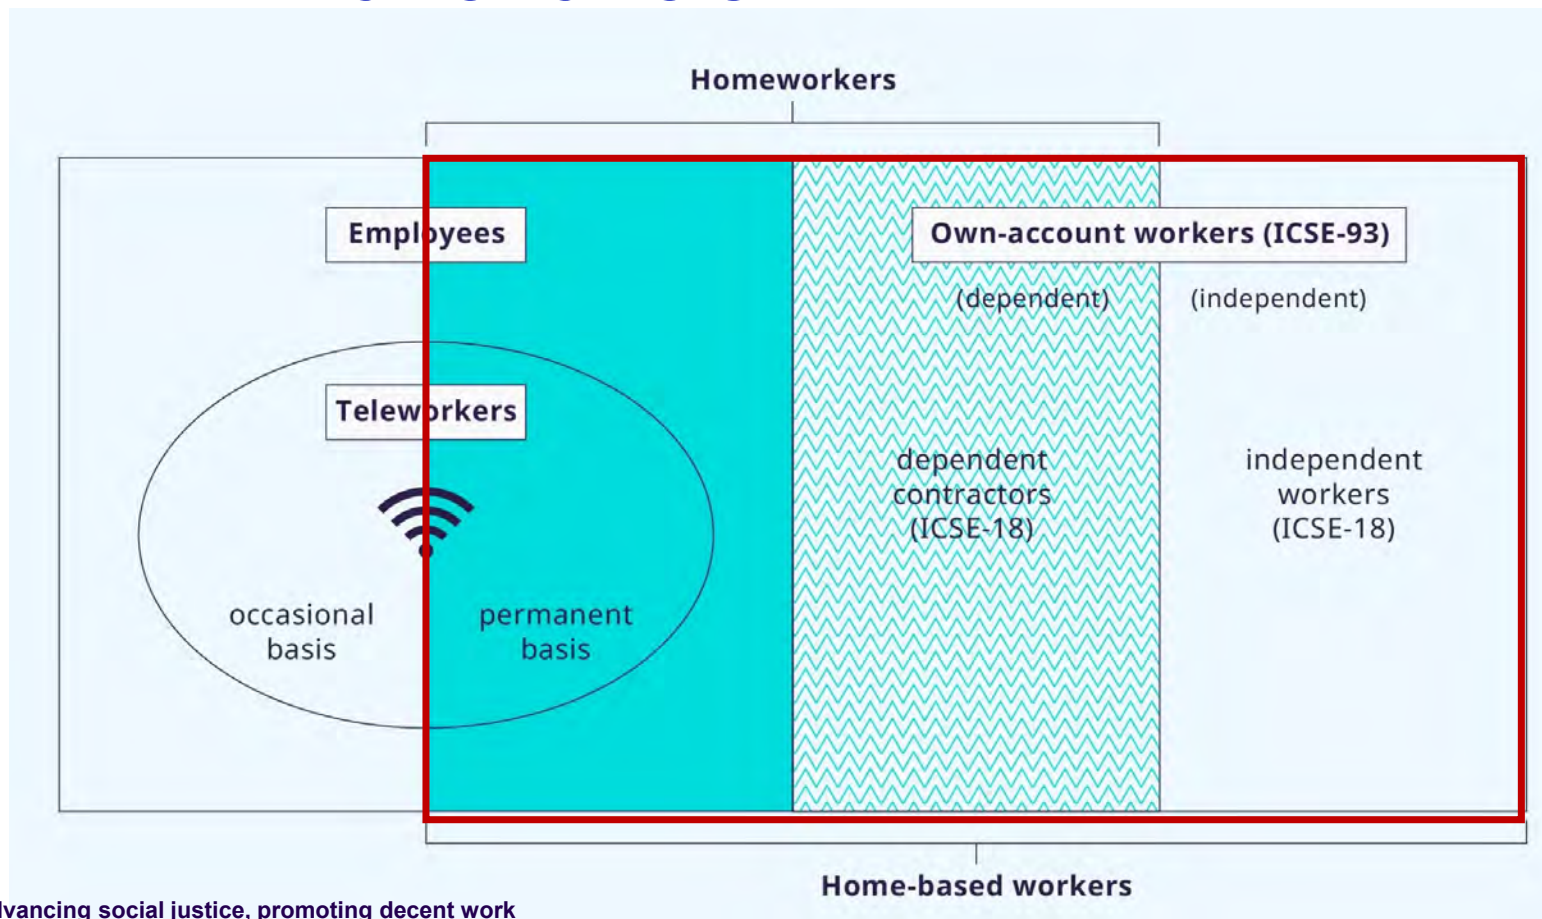 Homeworkers
Employees
Own-account workers (ICSE-93)
(dependent)
(independent)
Teleworkers
dependent
contractors
(ICSE-18)
independent
workers
(ICSE-18)
occasional
basis
permanent
basis
Home-based workers
social justice, promoting decent work